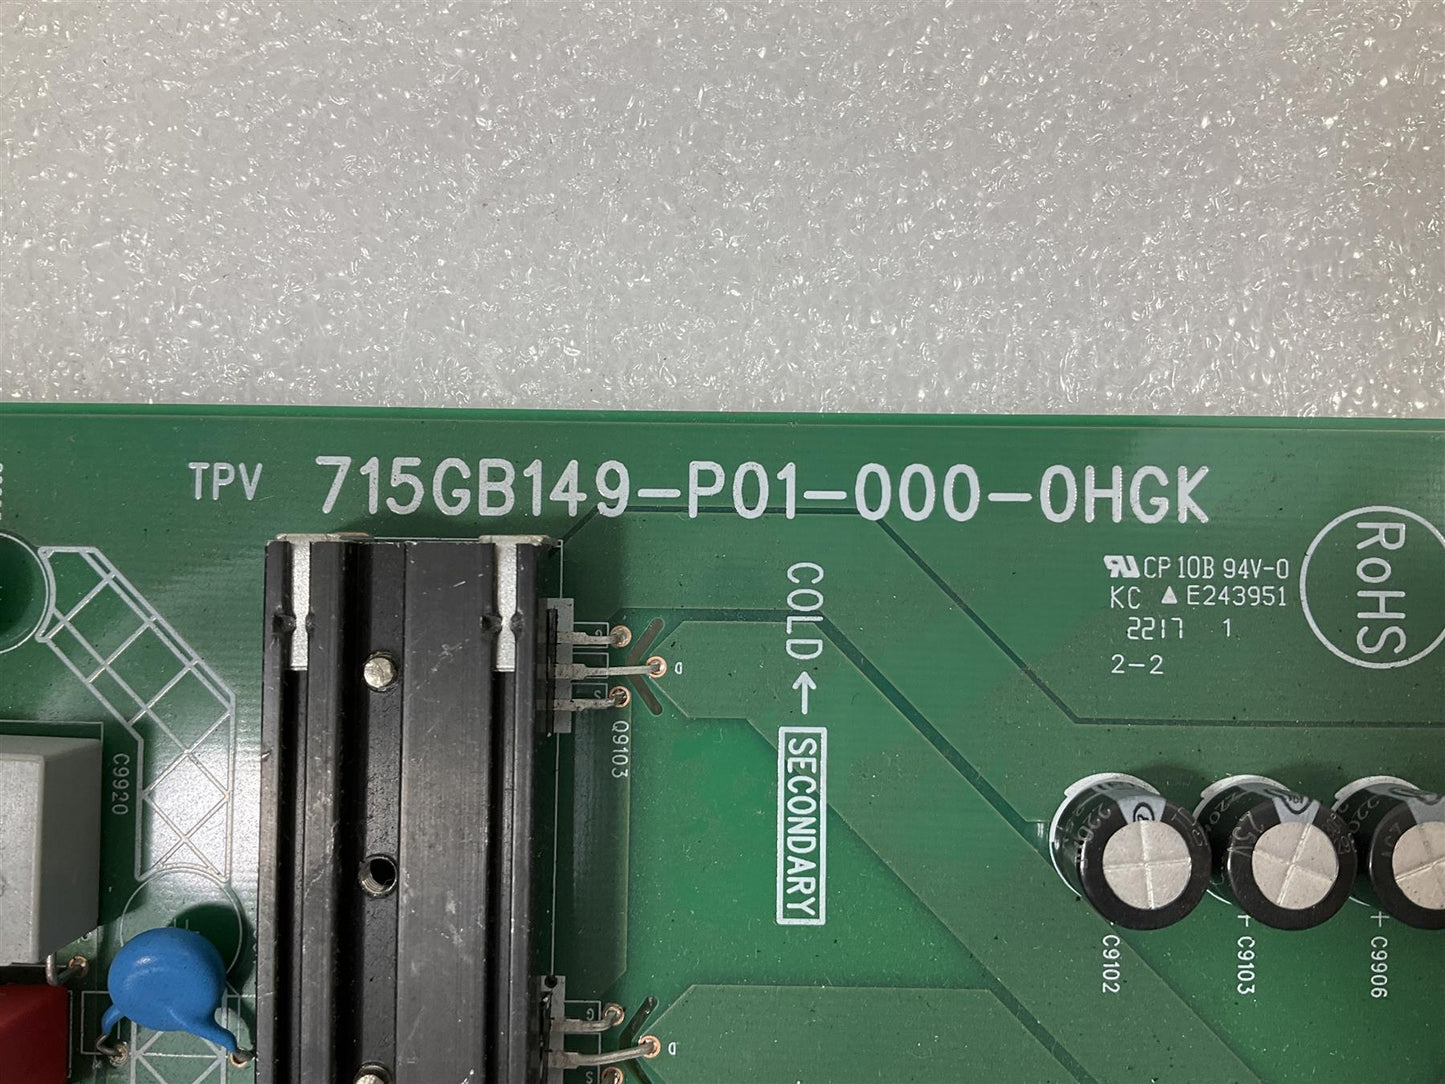 TPV 715GB149-P01-000-0HGK
COLD ←
SECONDARY
RU CP 10B 94V-0
KC ▲ E243951
2217 1
2-2
RoHS
C9920
Q9103
G
D
S
C9102
+ C9103
+ C9906
G
D
S